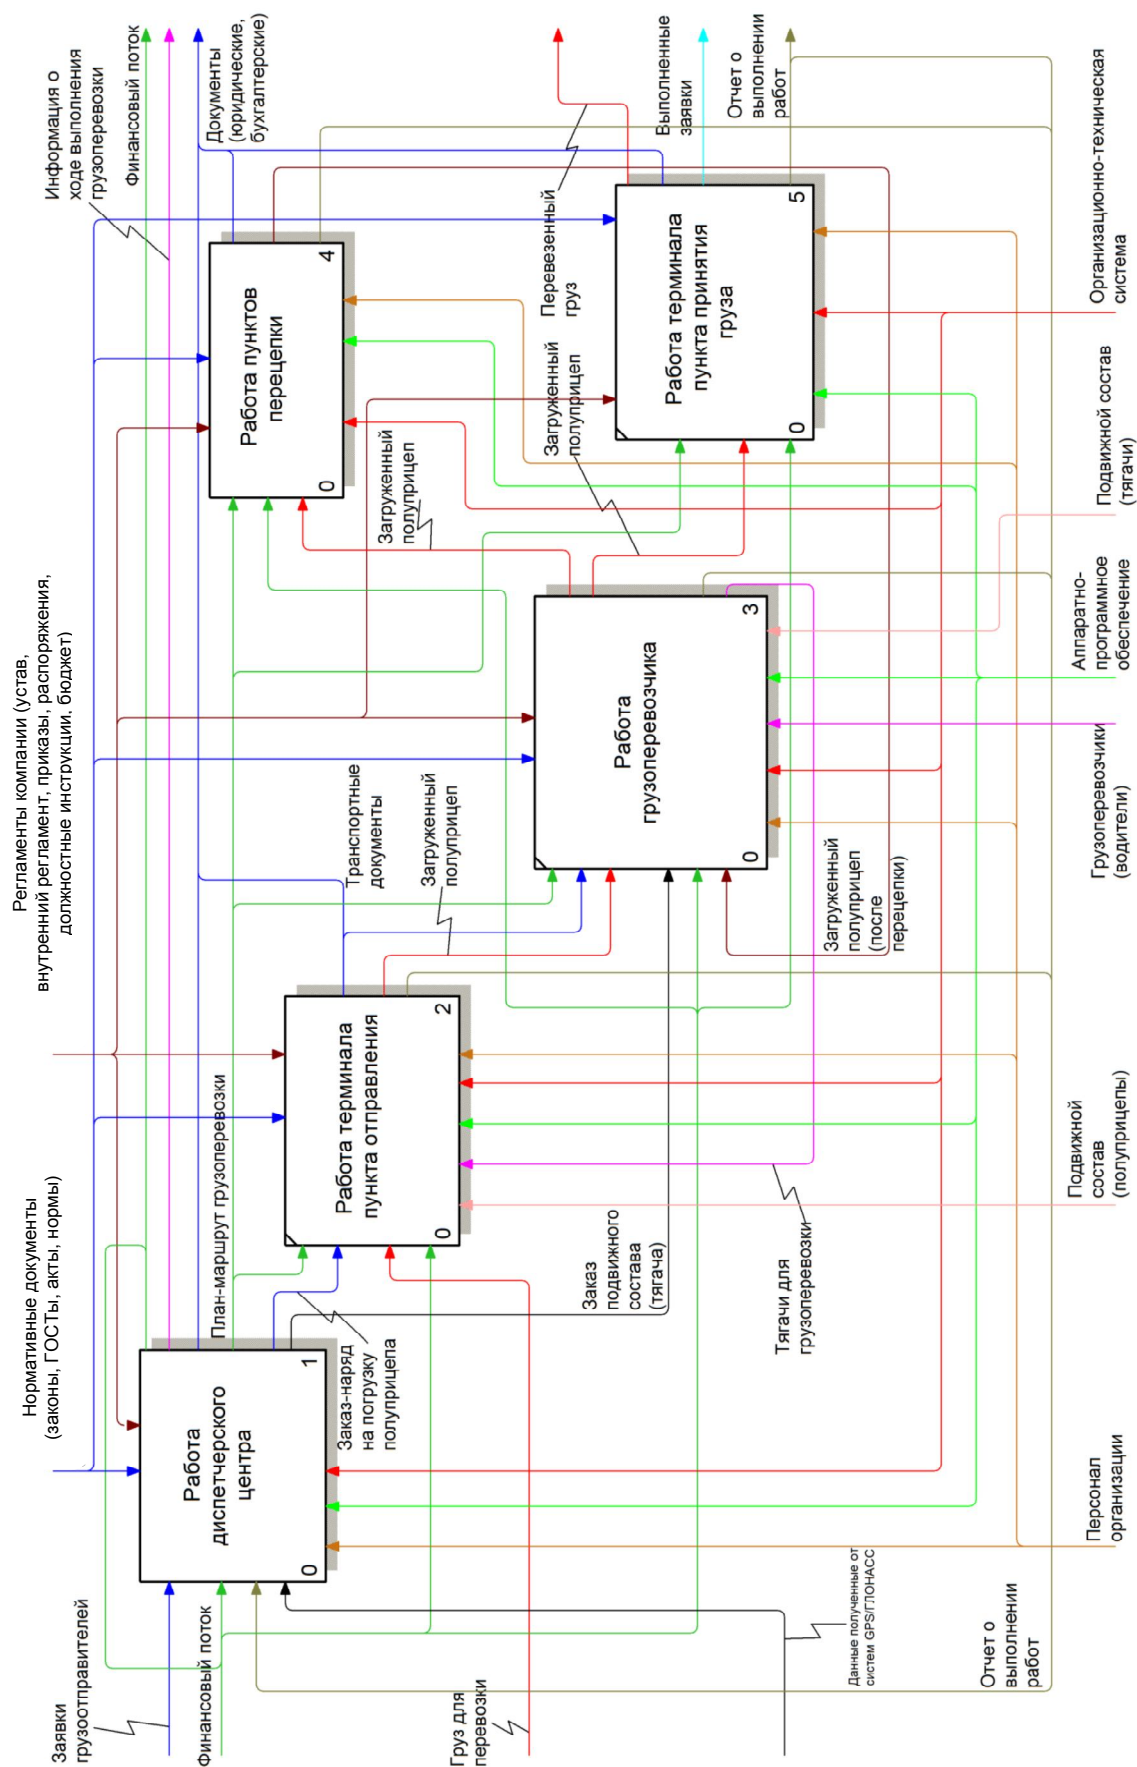 Регламенты компании (устав,
внутренний регламент, приказы, распоряжения,
должностные инструкции, бюджет)
Нормативные документы
(законы, ГОСТы, акты, нормы)
Информация о
ходе выполнения
грузоперевозки
Финансовый поток
Документы
(юридические,
бухгалтерские)
Выполненные
заявки
Отчет о
выполнении
работ
Перевезенный
груз
Заявки
грузоотправителей
Финансовый поток
Груз для
перевозки
Данные полученные от
систем GPS/ГЛОНАСС
Отчет о
выполнении
работ
Работа
диспетчерского
центра
0
1
План-маршрут грузоперевозки
Заказ-наряд
на погрузку
полуприцепа
Работа терминала
пункта отправления
0
2
Транспортные
документы
Загруженный
полуприцеп
Заказ
подвижного
состава
(тягача)
Тягачи для
грузоперевозки
Работа
грузоперевозчика
0
3
Загруженный
полуприцеп
(после
перецепки)
Загруженный
полуприцеп
Загруженный
полуприцеп
Работа пунктов
перецепки
0
4
Работа терминала
пункта принятия
груза
0
5
Персонал
организации
Подвижной
состав
(полуприцепы)
Грузоперевозчики
(водители)
Аппаратно-
программное
обеспечение
Подвижной состав
(тягачи)
Организационно-техническая
система